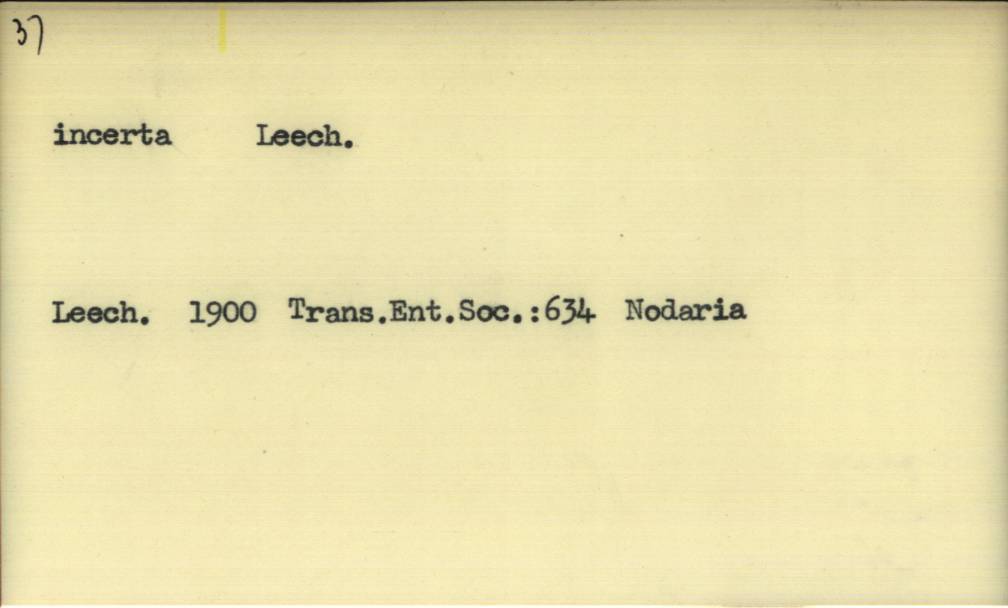 37
incerta Leech.
Leech. 1900 Trans.Ent.Soc.:634 Nodaria